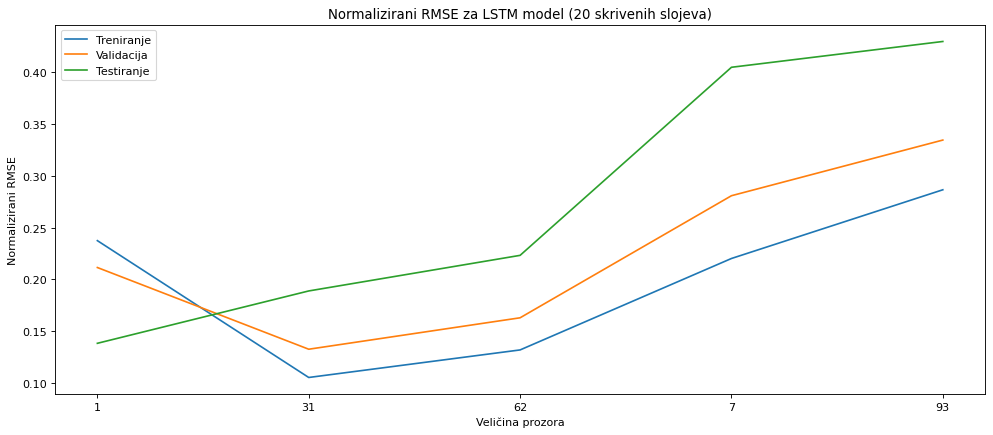 Normalizirani RMSE za LSTM model (20 skrivenih slojeva)
Treniranje
Validacija
Testiranje
0.40
0.35
0.30
0.25
0.20
0.15
0.10
Normalizirani RMSE
1 31 62 7 93
Veličina prozora